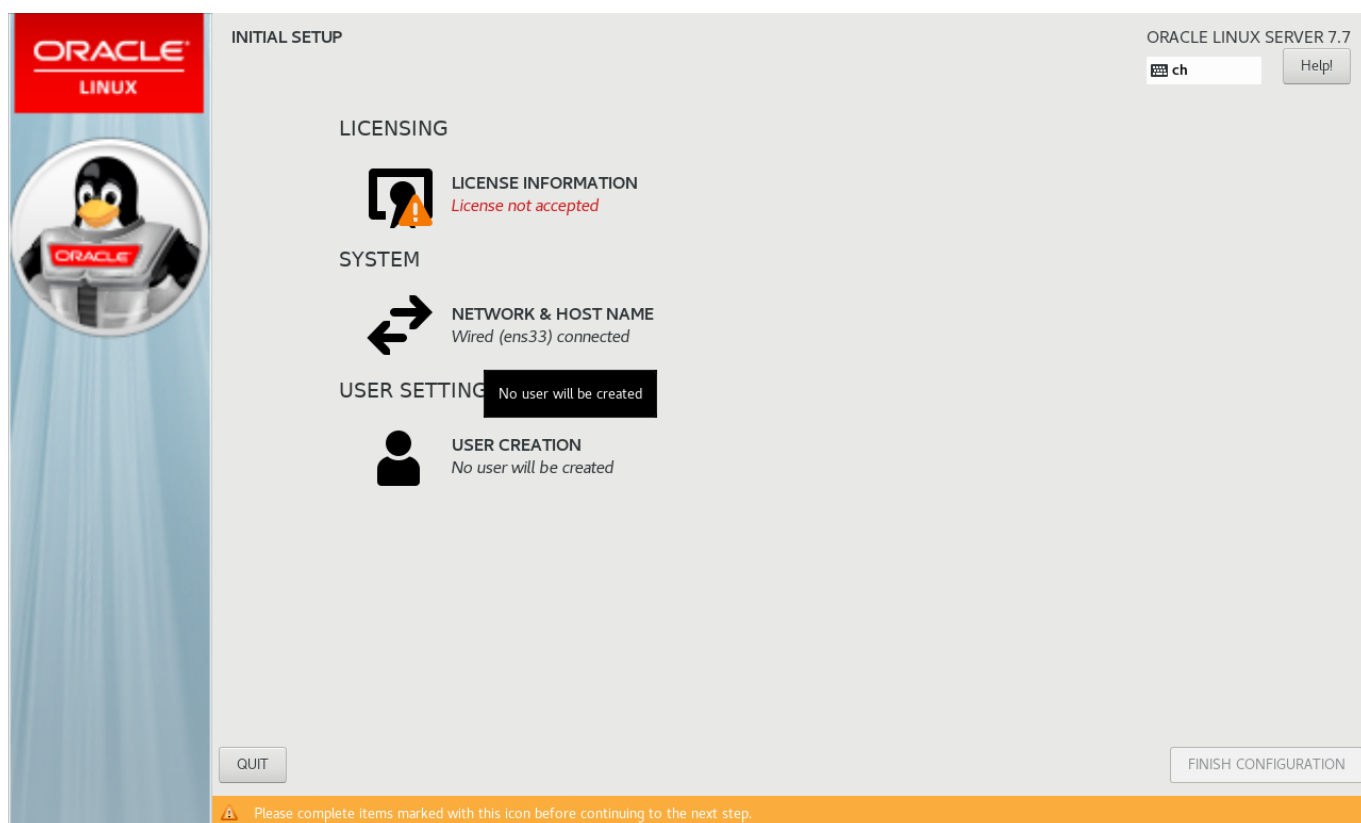 ORACLE
LINUX
INITIAL SETUP
ORACLE LINUX SERVER 7.7
ch
Help!
LICENSING
LICENSE INFORMATION
License not accepted
SYSTEM
NETWORK & HOST NAME
Wired (ens33) connected
USER SETTING
No user will be created
USER CREATION
No user will be created
ORACLE
QUIT
FINISH CONFIGURATION
Please complete items marked with this icon before continuing to the next step.